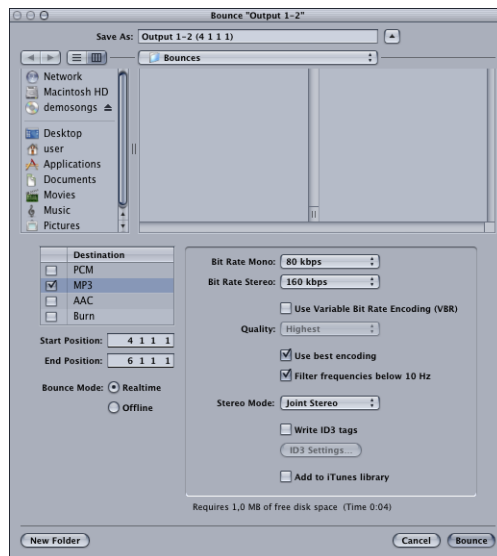 Bounce "Output 1-2"
Save As: Output 1-2 (4 1 1 1)
Bounces
Network
Macintosh HD
demosongs
Desktop
user
Applications
Documents
Movies
Music
Pictures
Destination
PCM
MP3
AAC
Burn
Start Position: 4 1 1 1
End Position: 6 1 1 1
Bounce Mode: Realtime
Offline
Bit Rate Mono: 80 kbps
Bit Rate Stereo: 160 kbps
Use Variable Bit Rate Encoding (VBR)
Quality: Highest
Use best encoding
Filter frequencies below 10 Hz
Stereo Mode: Joint Stereo
Write ID3 tags
ID3 Settings...
Add to iTunes library
Requires 1,0 MB of free disk space (Time 0:04)
New Folder
Cancel
Bounce